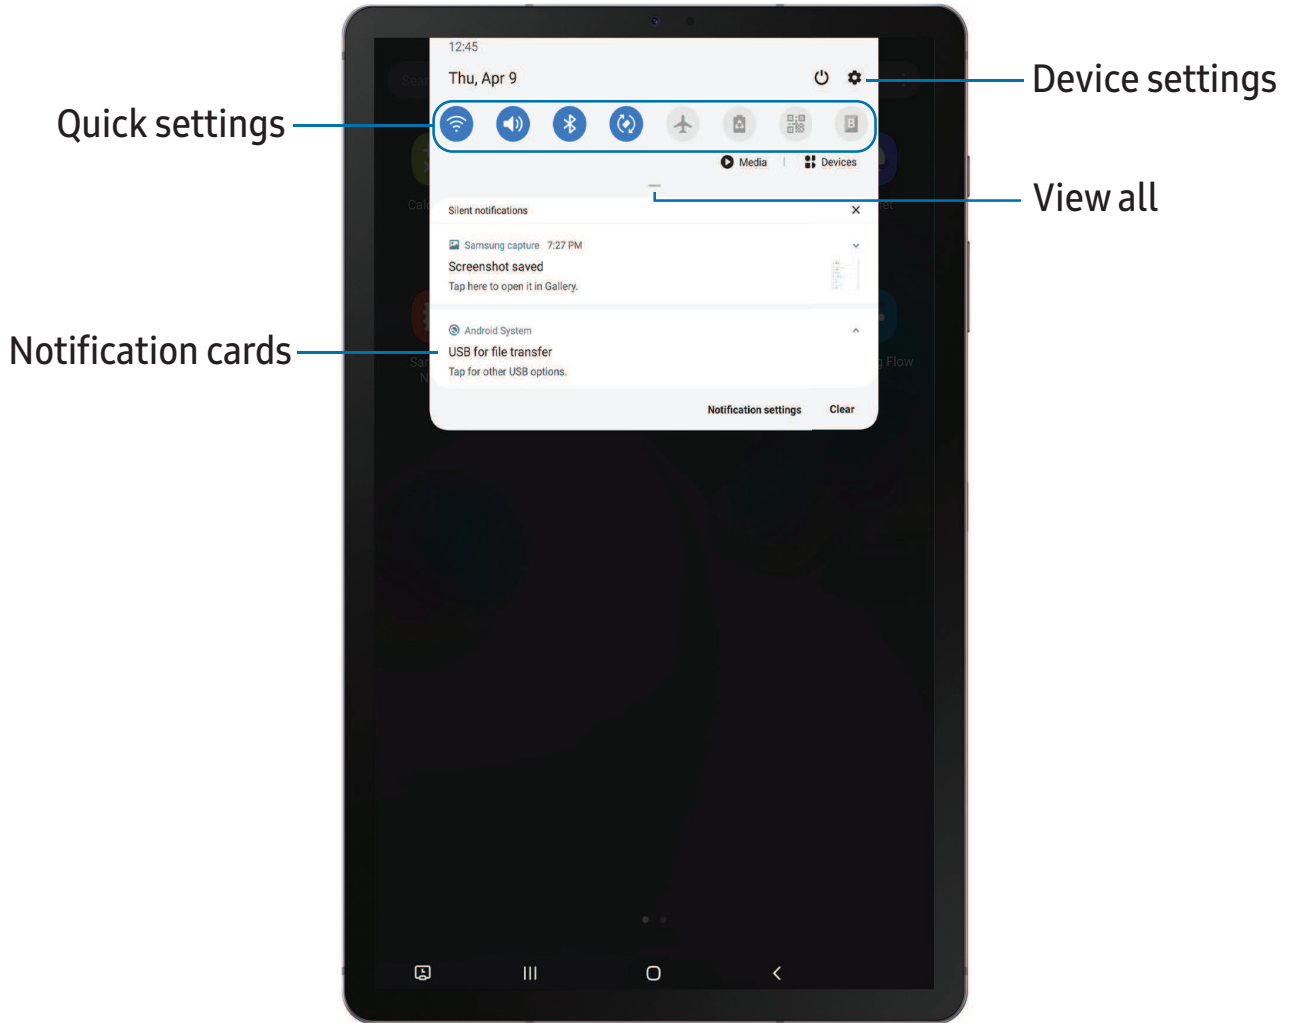 12:45
Thu, Apr 9
Device settings
Quick settings
Media
Devices
View all
Silent notifications
Samsung capture 7:27 PM
Screenshot saved
Tap here to open it in Gallery.
Android System
Notification cards
USB for file transfer
Tap for other USB options.
Flow
Notification settings
Clear